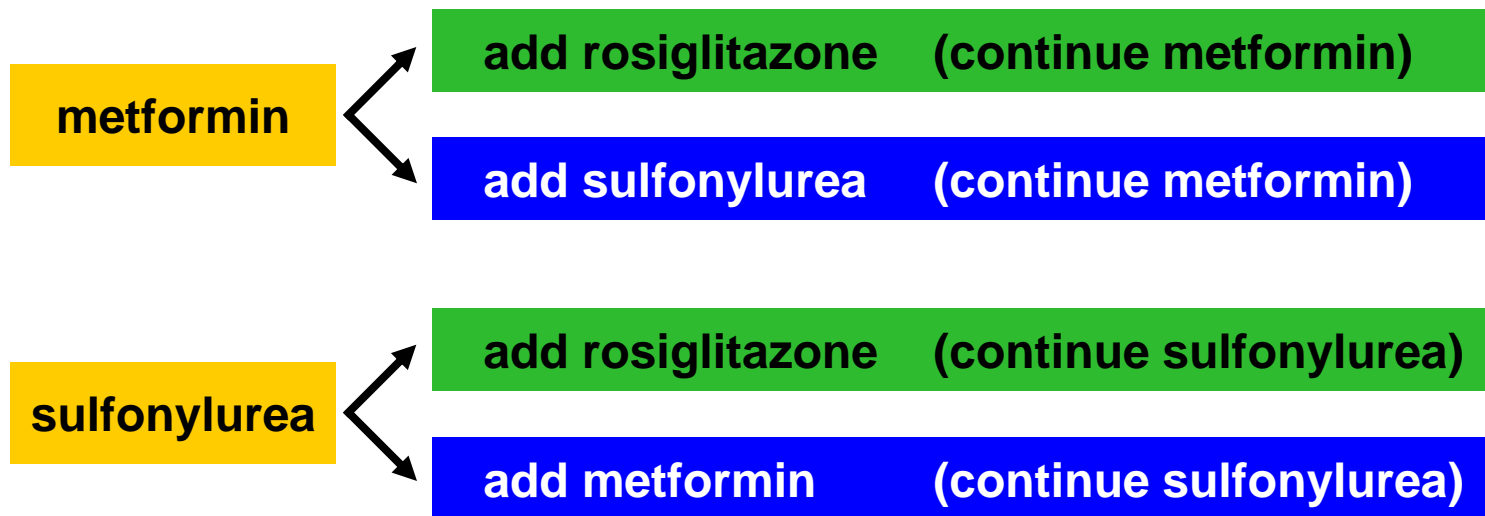 add rosiglitazone (continue metformin)
metformin
add sulfonylurea (continue metformin)
add rosiglitazone (continue sulfonylurea)
sulfonylurea
add metformin (continue sulfonylurea)